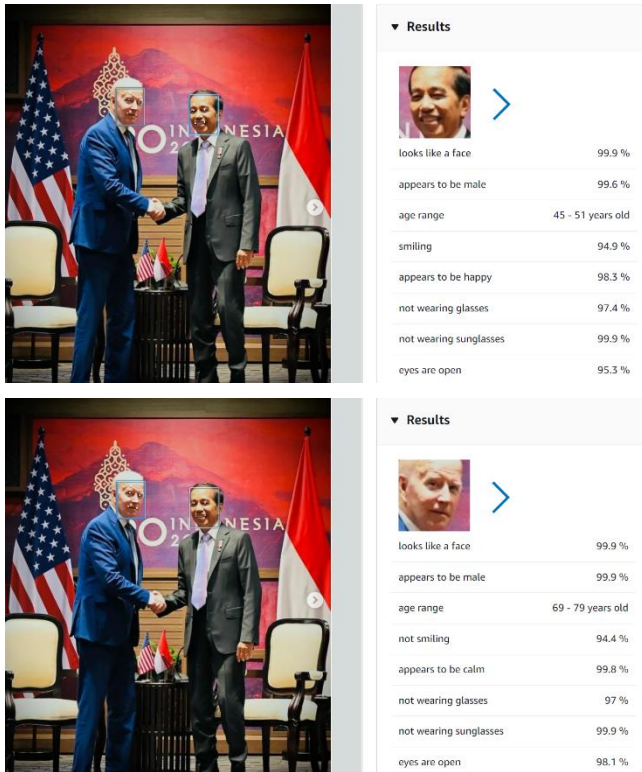 Results
looks like a face 99.9 %
appears to be male 99.6 %
age range 45 - 51 years old
smiling 94.9 %
appears to be happy 98.3 %
not wearing glasses 97.4 %
not wearing sunglasses 99.9 %
eyes are open 95.3 %
Results
looks like a face 99.9 %
appears to be male 99.9 %
age range 69 - 79 years old
not smiling 94.4 %
appears to be calm 99.8 %
not wearing glasses 97 %
not wearing sunglasses 99.9 %
eyes are open 98.1 %